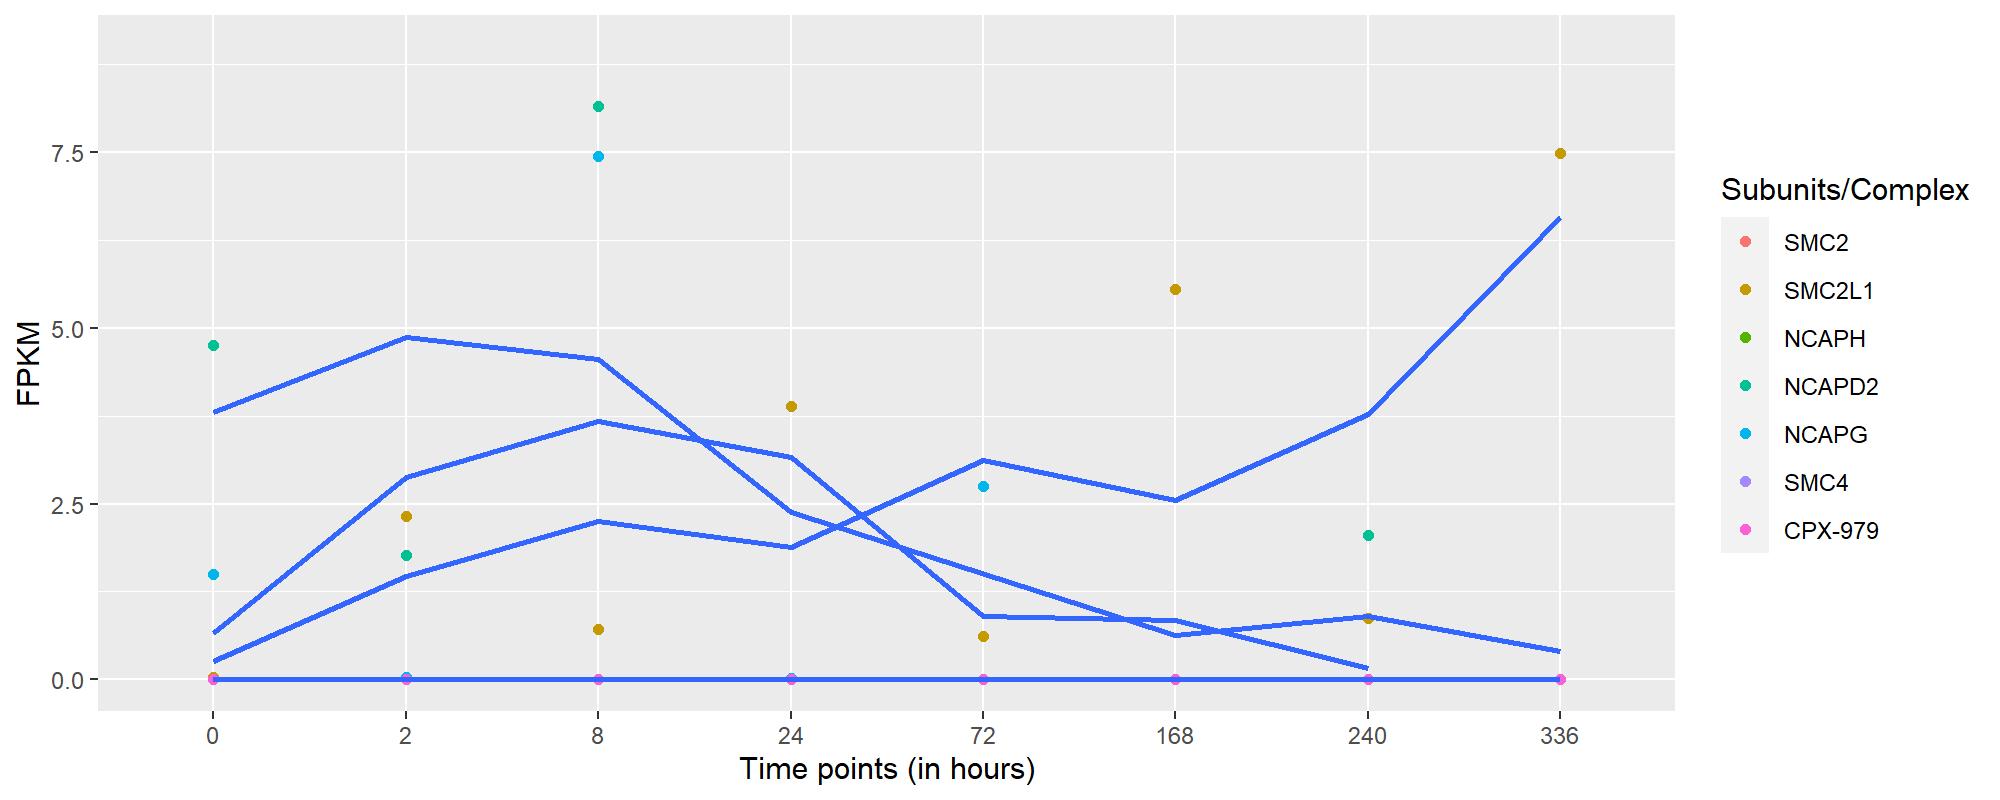 FPKM
7.5
5.0
2.5
0.0
0 2 8 24 72 168 240 336
Time points (in hours)
Subunits/Complex
SMC2
SMC2L1
NCAPH
NCAPD2
NCAPG
SMC4
CPX-979